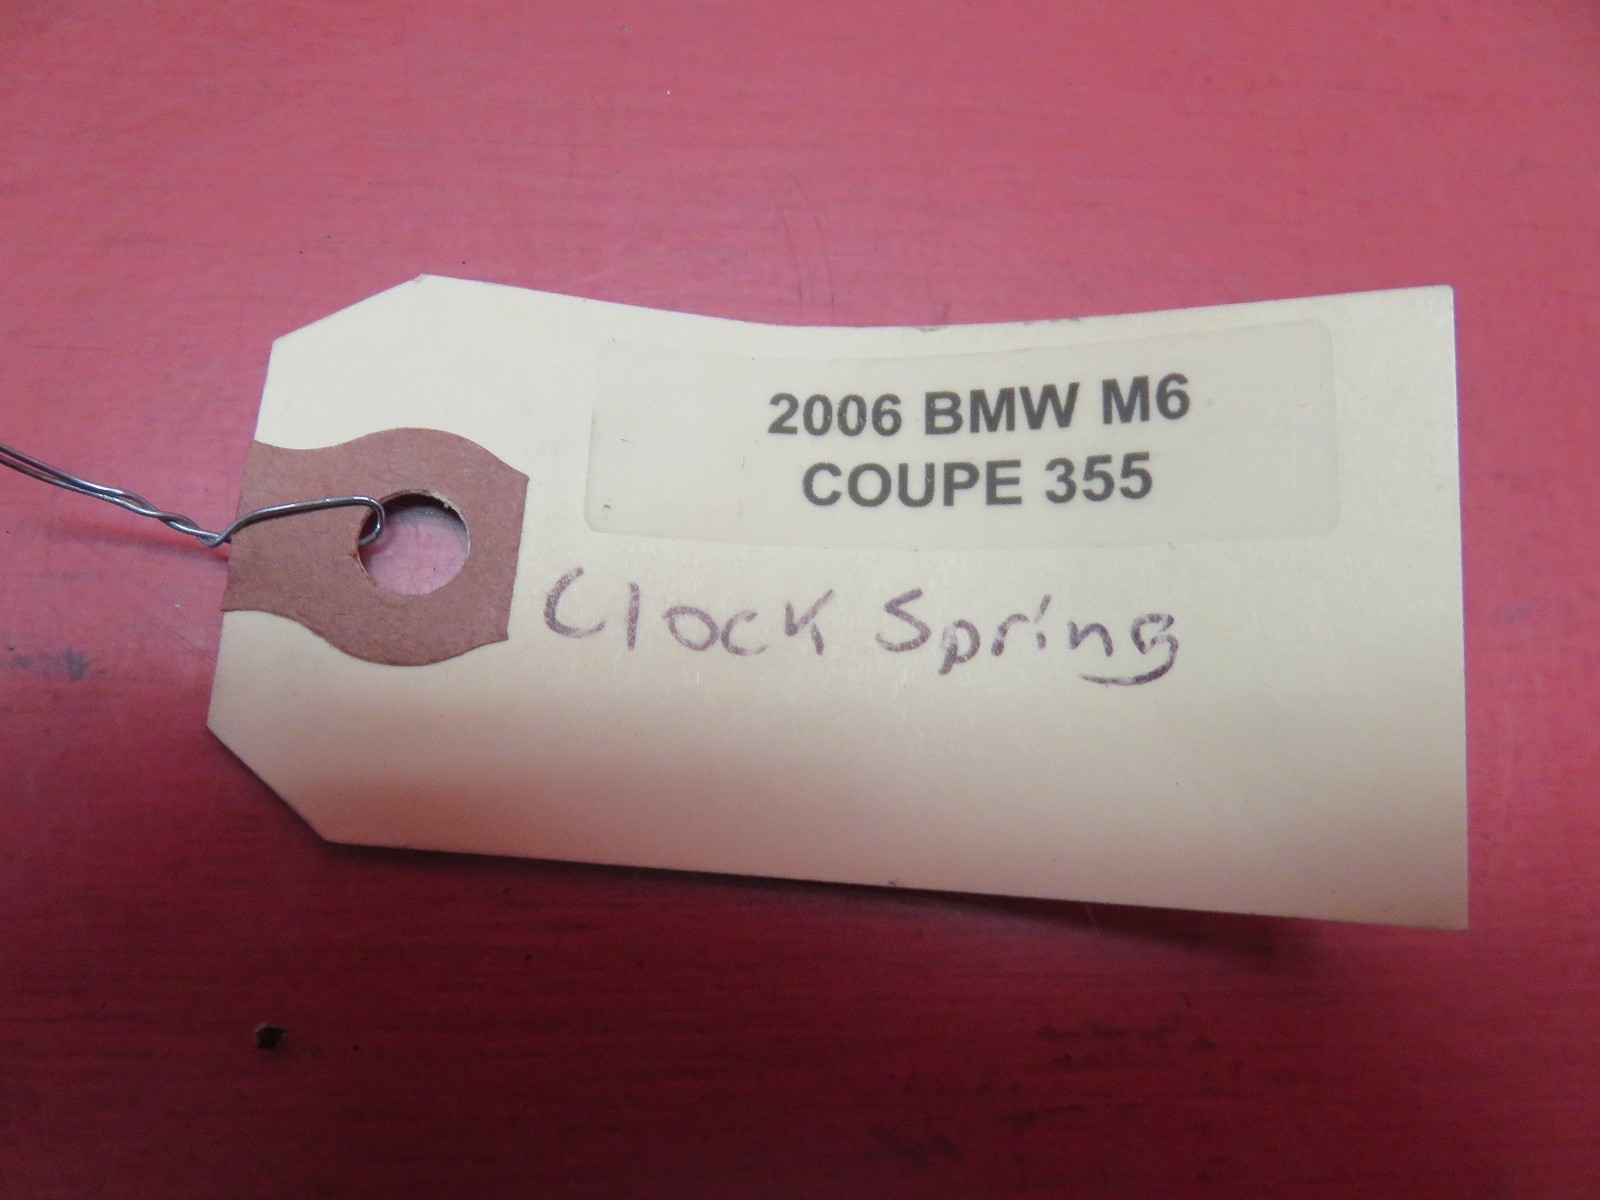 2006 BMW M6
COUPE 355
Clock Spring